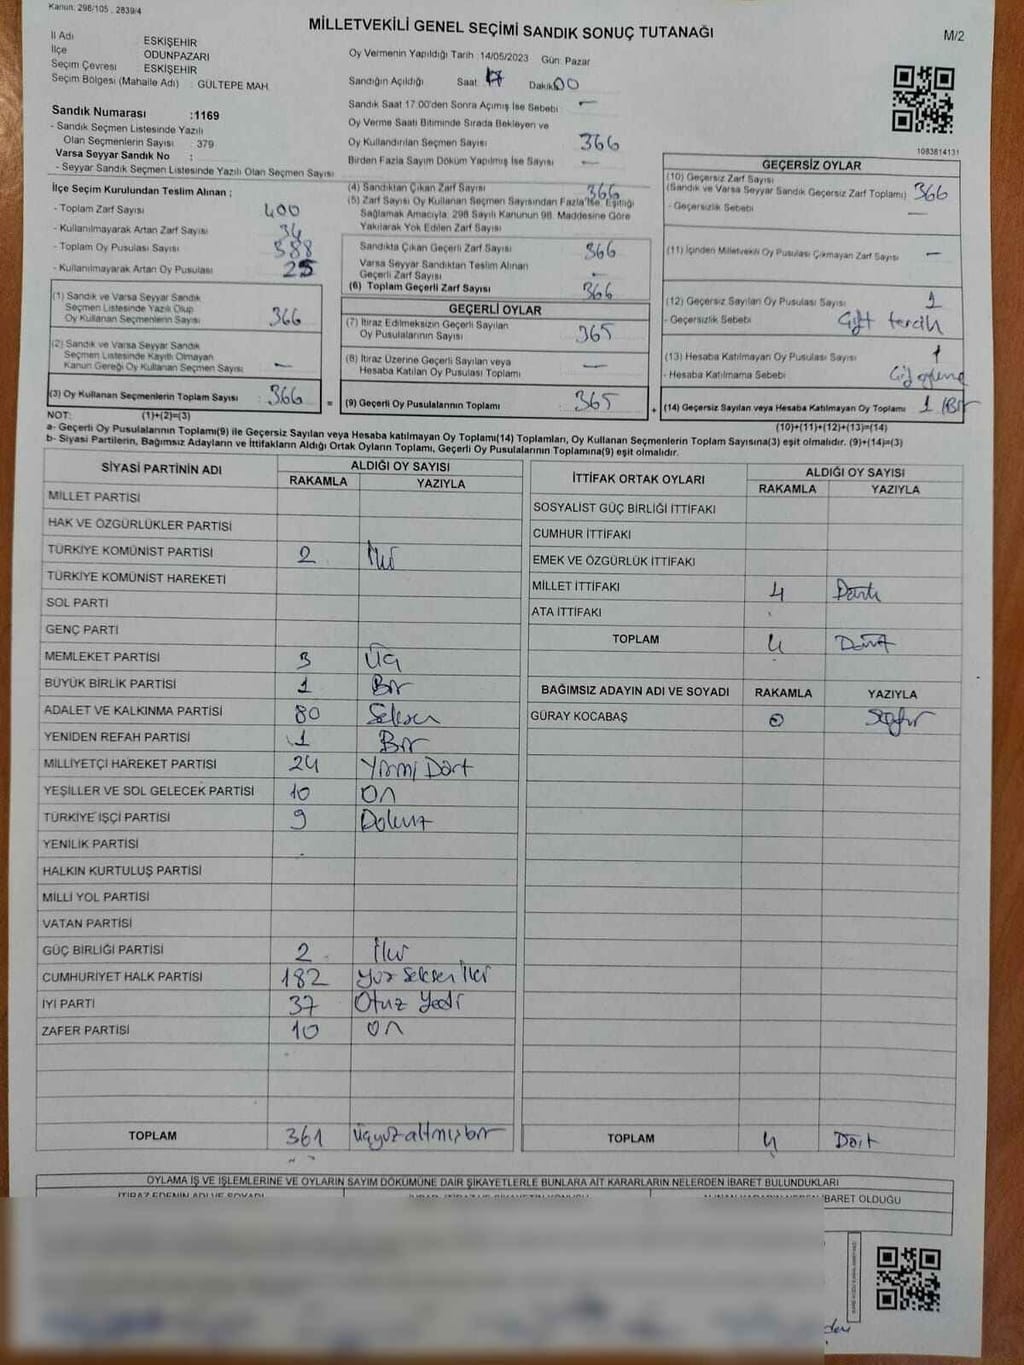 Kanun: 298/105 , 2839/4
MİLLETVEKİLİ GENEL SEÇİMİ SANDIK SONUÇ TUTANAĞI
M/2
İl Adı ESKİŞEHİR
İlçe ODUNPAZARI
Seçim Çevresi ESKİŞEHİR
Seçim Bölgesi (Mahalle Adı) : GÜLTEPE MAH.
Sandık Numarası :1169
- Sandık Seçmen Listesinde Yazılı
Olan Seçmenlerin Sayısı : 379
Varsa Seyyar Sandık No :
- Seyyar Sandık Seçmen Listesinde Yazılı Olan Seçmen Sayısı
Oy Vermenin Yapıldığı Tarih :14/05/2023 Gün: Pazar
Sandığın Açıldığı Saat 17 Dakika 00
Sandık Saat 17:00'den Sonra Açımış İse Sebebi —
Oy Verme Saati Bitiminde Sırada Bekleyen ve
Oy Kullandırılan Seçmen Sayısı 366
Birden Fazla Sayım Döküm Yapılmış İse Sayısı —
1083614131
İlçe Seçim Kurulundan Teslim Alınan ;
- Toplam Zarf Sayısı 400
- Kullanılmayarak Artan Zarf Sayısı 34
- Toplam Oy Pusulası Sayısı 388
- Kullanılmayarak Artan Oy Pusulası 25
(1) Sandık ve Varsa Seyyar Sandık
Seçmen Listesinde Yazılı Olup
Oy Kullanan Seçmenlerin Sayısı 366
(2) Sandık ve Varsa Seyyar Sandık
Seçmen Listesinde Kayıtlı Olmayan
Kanun Gereği Oy Kullanan Seçmen Sayısı —
(3) Oy Kullanan Seçmenlerin Toplam Sayısı 366 =
(4) Sandıktan Çıkan Zarf Sayısı 366
(5) Zarf Sayısı Oy Kullanan Seçmen Sayısından Fazla İse, Eşitliği
Sağlamak Amacıyla, 298 Sayılı Kanunun 98. Maddesine Göre
Yakılarak Yok Edilen Zarf Sayısı
Sandıkta Çıkan Geçerli Zarf Sayısı 366
Varsa Seyyar Sandıktan Teslim Alınan
Geçerli Zarf Sayısı —
(6) Toplam Geçerli Zarf Sayısı 366
GEÇERLİ OYLAR
(7) İtiraz Edilmeksizin Geçerli Sayılan
Oy Pusulalarının Sayısı 365
(8) İtiraz Üzerine Geçerli Sayılan veya
Hesaba Katılan Oy Pusulası Toplamı —
(9) Geçerli Oy Pusulalarının Toplamı 365 +
GEÇERSİZ OYLAR
(10) Geçersiz Zarf Sayısı
(Sandık ve Varsa Seyyar Sandık Geçersiz Zarf Toplamı) 366
- Geçersizlik Sebebi —
(11) İçinden Milletvekili Oy Pusulası Çıkmayan Zarf Sayısı —
(12) Geçersiz Sayılan Oy Pusulası Sayısı 1
- Geçersizlik Sebebi Çift tercih
(13) Hesaba Katılmayan Oy Pusulası Sayısı 1
- Hesaba Katılmama Sebebi
(14) Geçersiz Sayılan veya Hesaba Katılmayan Oy Toplamı 1 Bir
NOT: (1)+(2)=(3)
(10)+(11)+(12)+(13)=(14)
a- Geçerli Oy Pusulalarının Toplamı(9) ile Geçersiz Sayılan veya Hesaba katılmayan Oy Toplamı(14) Toplamları, Oy Kullanan Seçmenlerin Toplam Sayısına(3) eşit olmalıdır. (9)+(14)=(3)
b- Siyasi Partilerin, Bağımsız Adayların ve İttifakların Aldığı Ortak Oyların Toplamı, Geçerli Oy Pusulalarının Toplamına(9) eşit olmalıdır.
SİYASİ PARTİNİN ADI ALDIĞI OY SAYISI
RAKAMLA YAZIYLA
MİLLET PARTİSİ
HAK VE ÖZGÜRLÜKLER PARTİSİ
TÜRKİYE KOMÜNİST PARTİSİ 2 İki
TÜRKİYE KOMÜNİST HAREKETİ
SOL PARTİ
GENÇ PARTİ
MEMLEKET PARTİSİ 3 Üç
BÜYÜK BİRLİK PARTİSİ 1 Bir
ADALET VE KALKINMA PARTİSİ 80 Seksen
YENİDEN REFAH PARTİSİ 1 Bir
MİLLİYETÇİ HAREKET PARTİSİ 24 Yirmi Dört
YEŞİLLER VE SOL GELECEK PARTİSİ 10 On
TÜRKİYE İŞÇİ PARTİSİ 9 Dokuz
YENİLİK PARTİSİ
HALKIN KURTULUŞ PARTİSİ
MİLLİ YOL PARTİSİ
VATAN PARTİSİ
GÜÇ BİRLİĞİ PARTİSİ 2 İki
CUMHURİYET HALK PARTİSİ 182 Yüz Seksen İki
İYİ PARTİ 37 Otuz Yedi
ZAFER PARTİSİ 10 On
TOPLAM 361 Üçyüzaltmışbir
İTTİFAK ORTAK OYLARI ALDIĞI OY SAYISI
RAKAMLA YAZIYLA
SOSYALİST GÜÇ BİRLİĞİ İTTİFAKI
CUMHUR İTTİFAKI
EMEK VE ÖZGÜRLÜK İTTİFAKI
MİLLET İTTİFAKI 4 Dört
ATA İTTİFAKI
TOPLAM 4 Dört
BAĞIMSIZ ADAYIN ADI VE SOYADI RAKAMLA YAZIYLA
GÜRAY KOCABAŞ 0 Sıfır
TOPLAM 4 Dört
OYLAMA İŞ VE İŞLEMLERİNE VE OYLARIN SAYIM DÖKÜMÜNE DAİR ŞİKAYETLERLE BUNLARA AİT KARARLARIN NELERDEN İBARET BULUNDUKLARI
İBARET OLDUĞU